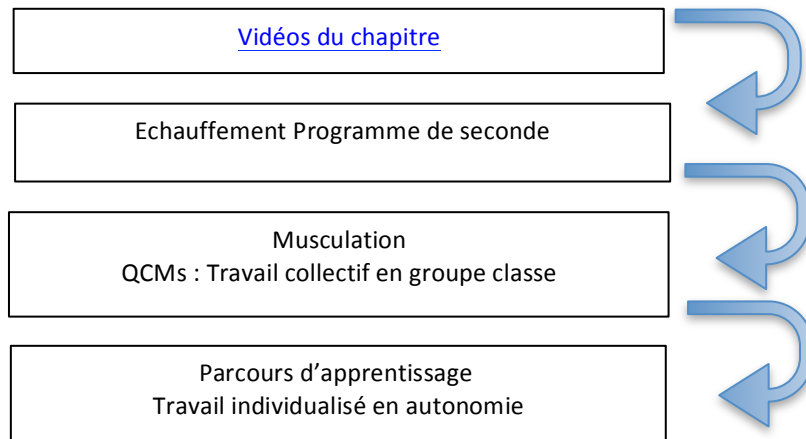 Vidéos du chapitre
Echauffement Programme de seconde
Musculation
QCMs : Travail collectif en groupe classe
Parcours d’apprentissage
Travail individualisé en autonomie